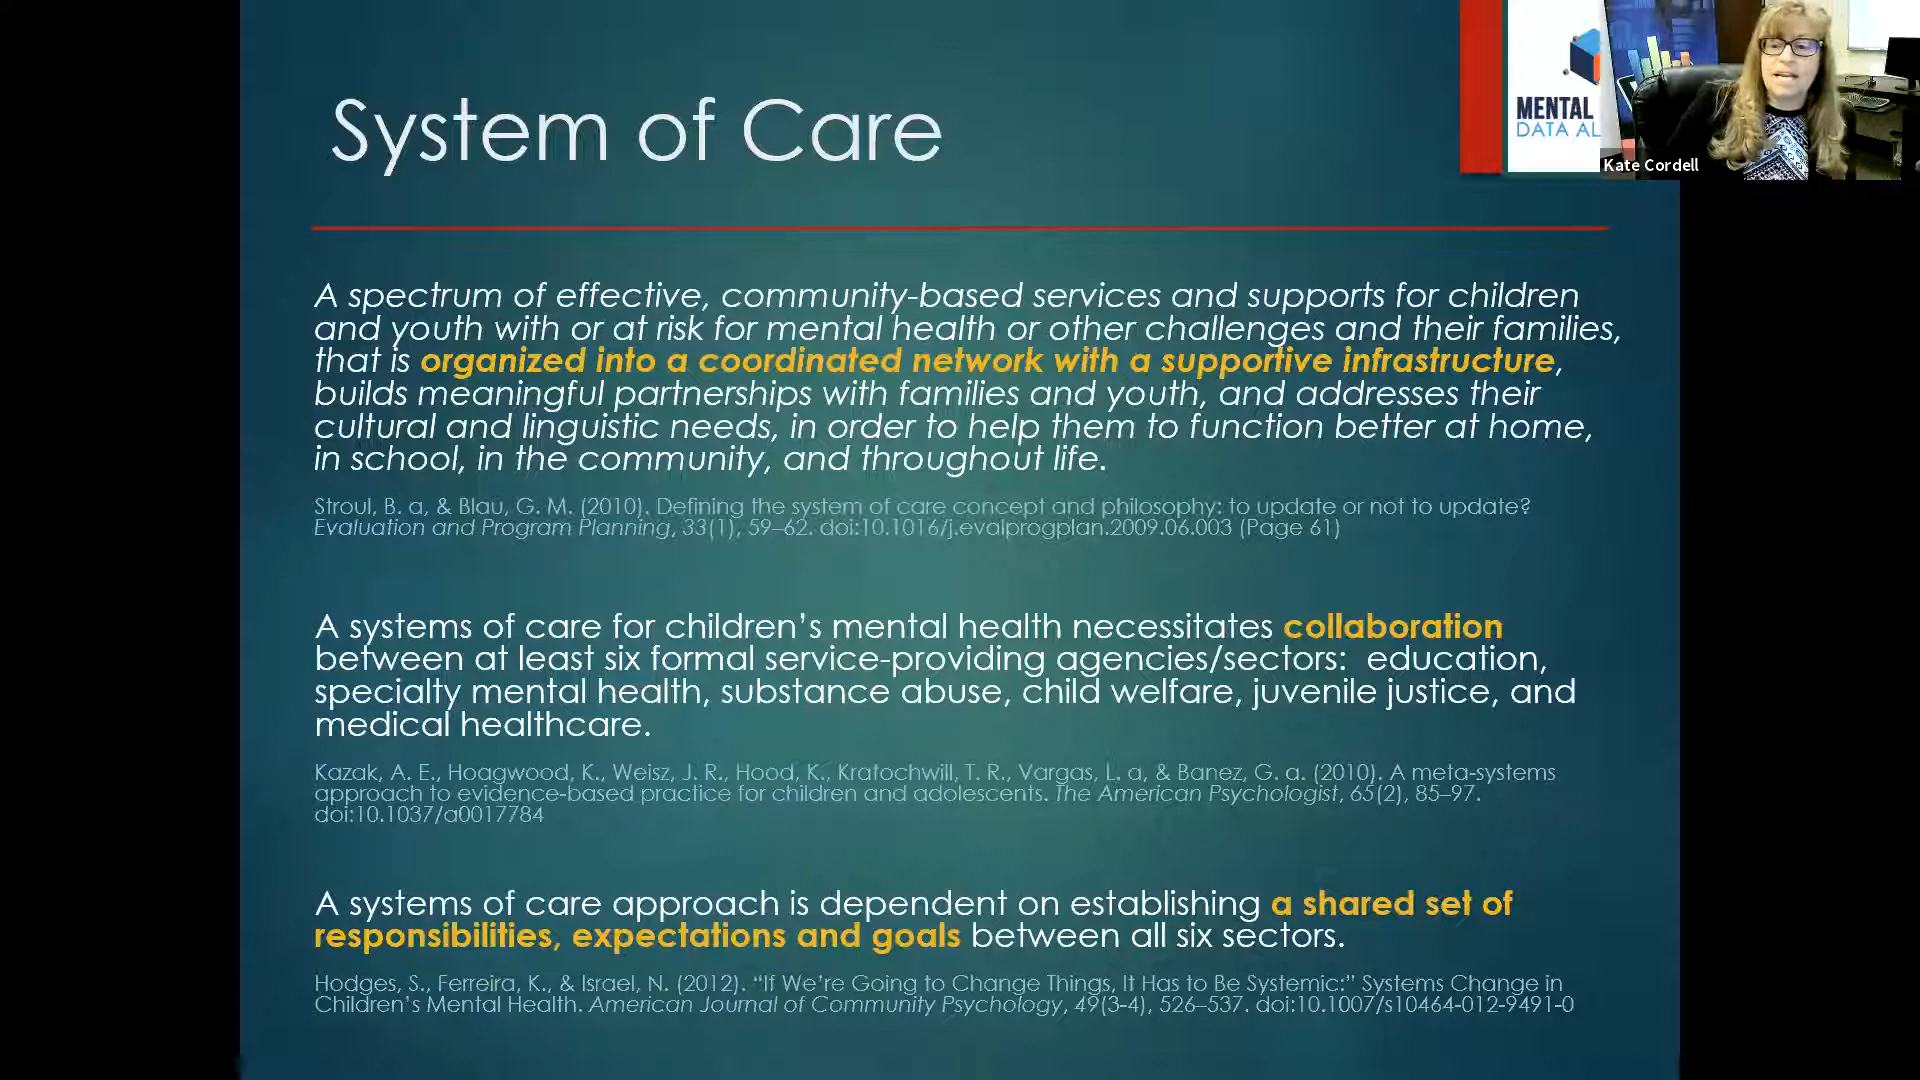 System of Care
MENTAL
DATA AL
Kate Cordell
A spectrum of effective, community-based services and supports for children
and youth with or at risk for mental health or other challenges and their families,
that is organized into a coordinated network with a supportive infrastructure,
builds meaningful partnerships with families and youth, and addresses their
cultural and linguistic needs, in order to help them to function better at home,
in school, in the community, and throughout life.
Stroul, B. a, & Blau, G. M. (2010). Defining the system of care concept and philosophy: to update or not to update?
Evaluation and Program Planning, 33(1), 59–62. doi:10.1016/j.evalprogplan.2009.06.003 (Page 61)
A systems of care for children’s mental health necessitates collaboration
between at least six formal service-providing agencies/sectors:  education,
specialty mental health, substance abuse, child welfare, juvenile justice, and
medical healthcare.
Kazak, A. E., Hoagwood, K., Weisz, J. R., Hood, K., Kratochwill, T. R., Vargas, L. a, & Banez, G. a. (2010). A meta-systems
approach to evidence-based practice for children and adolescents. The American Psychologist, 65(2), 85–97.
doi:10.1037/a0017784
A systems of care approach is dependent on establishing a shared set of
responsibilities, expectations and goals between all six sectors.
Hodges, S., Ferreira, K., & Israel, N. (2012). “If We’re Going to Change Things, It Has to Be Systemic:” Systems Change in
Children’s Mental Health. American Journal of Community Psychology, 49(3-4), 526–537. doi:10.1007/s10464-012-9491-0